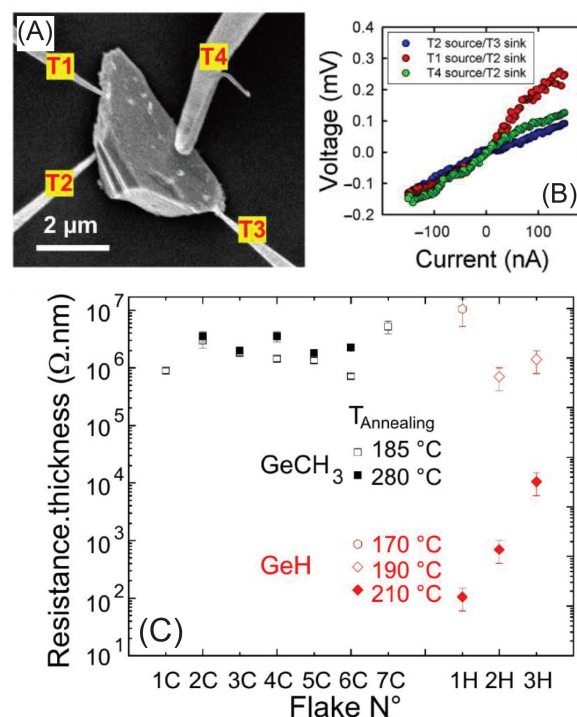 (A)
T1
T4
T2
T3
2 µm
T2 source/T3 sink
T1 source/T2 sink
T4 source/T2 sink
Voltage (mV)
0.4
0.3
0.2
0.1
0.0
−0.1
−0.2
−100
0
100
Current (nA)
(B)
Resistance.thickness (Ω.nm)
10⁷
10⁶
10⁵
10⁴
10³
10²
10¹
T Annealing
GeCH₃
185 °C
280 °C
GeH
170 °C
190 °C
210 °C
(C)
1C 2C 3C 4C 5C 6C 7C 1H 2H 3H
Flake N°